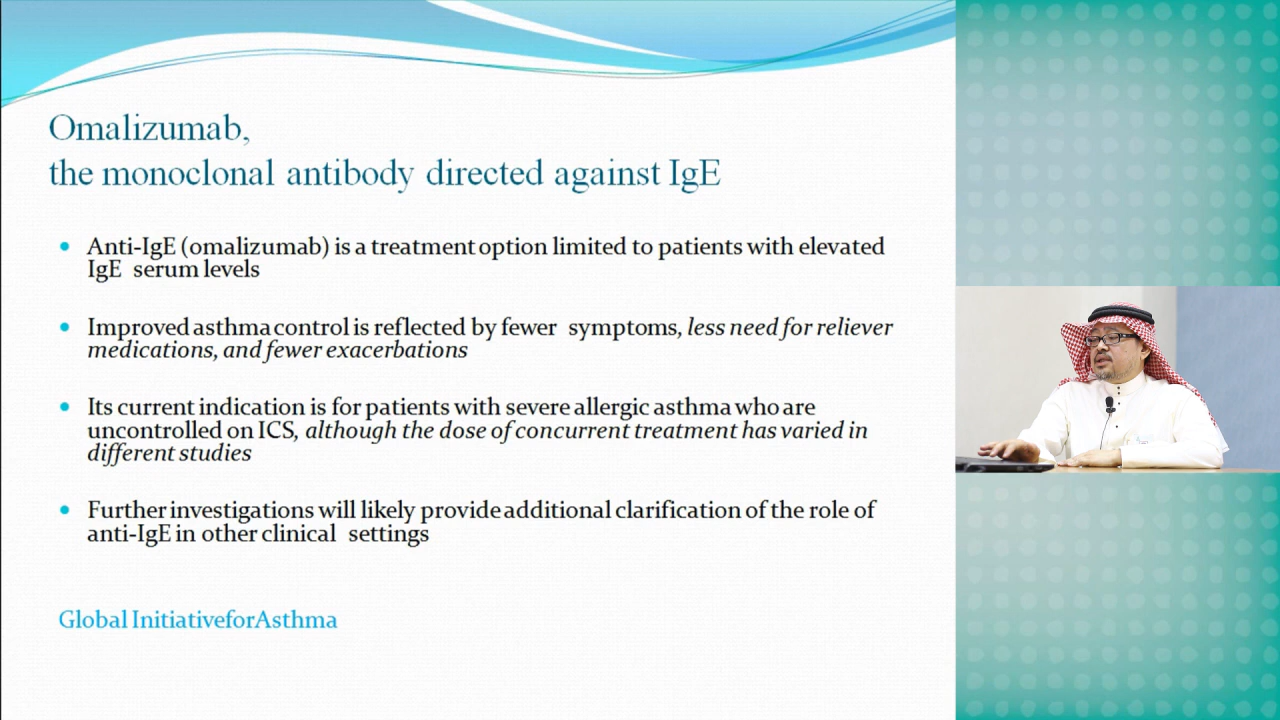 Omalizumab,
the monoclonal antibody directed against IgE
• Anti-IgE (omalizumab) is a treatment option limited to patients with elevated
IgE serum levels
• Improved asthma control is reflected by fewer symptoms, less need for reliever
medications, and fewer exacerbations
• Its current indication is for patients with severe allergic asthma who are
uncontrolled on ICS, although the dose of concurrent treatment has varied in
different studies
• Further investigations will likely provide additional clarification of the role of
anti-IgE in other clinical settings
Global InitiativeforAsthma